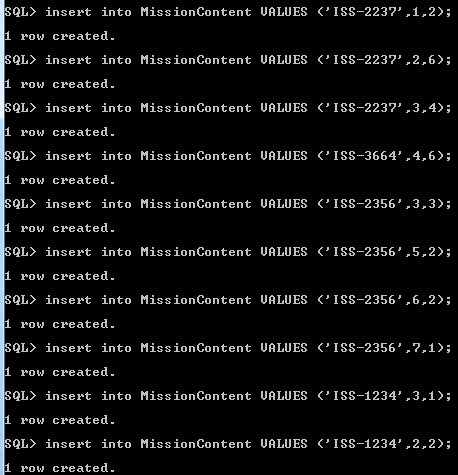 SQL> insert into MissionContent VALUES ('ISS-2237',1,2);
1 row created.
SQL> insert into MissionContent VALUES ('ISS-2237',2,6);
1 row created.
SQL> insert into MissionContent VALUES ('ISS-2237',3,4);
1 row created.
SQL> insert into MissionContent VALUES ('ISS-3664',4,6);
1 row created.
SQL> insert into MissionContent VALUES ('ISS-2356',3,3);
1 row created.
SQL> insert into MissionContent VALUES ('ISS-2356',5,2);
1 row created.
SQL> insert into MissionContent VALUES ('ISS-2356',6,2);
1 row created.
SQL> insert into MissionContent VALUES ('ISS-2356',7,1);
1 row created.
SQL> insert into MissionContent VALUES ('ISS-1234',3,1);
1 row created.
SQL> insert into MissionContent VALUES ('ISS-1234',2,2);
1 row created.